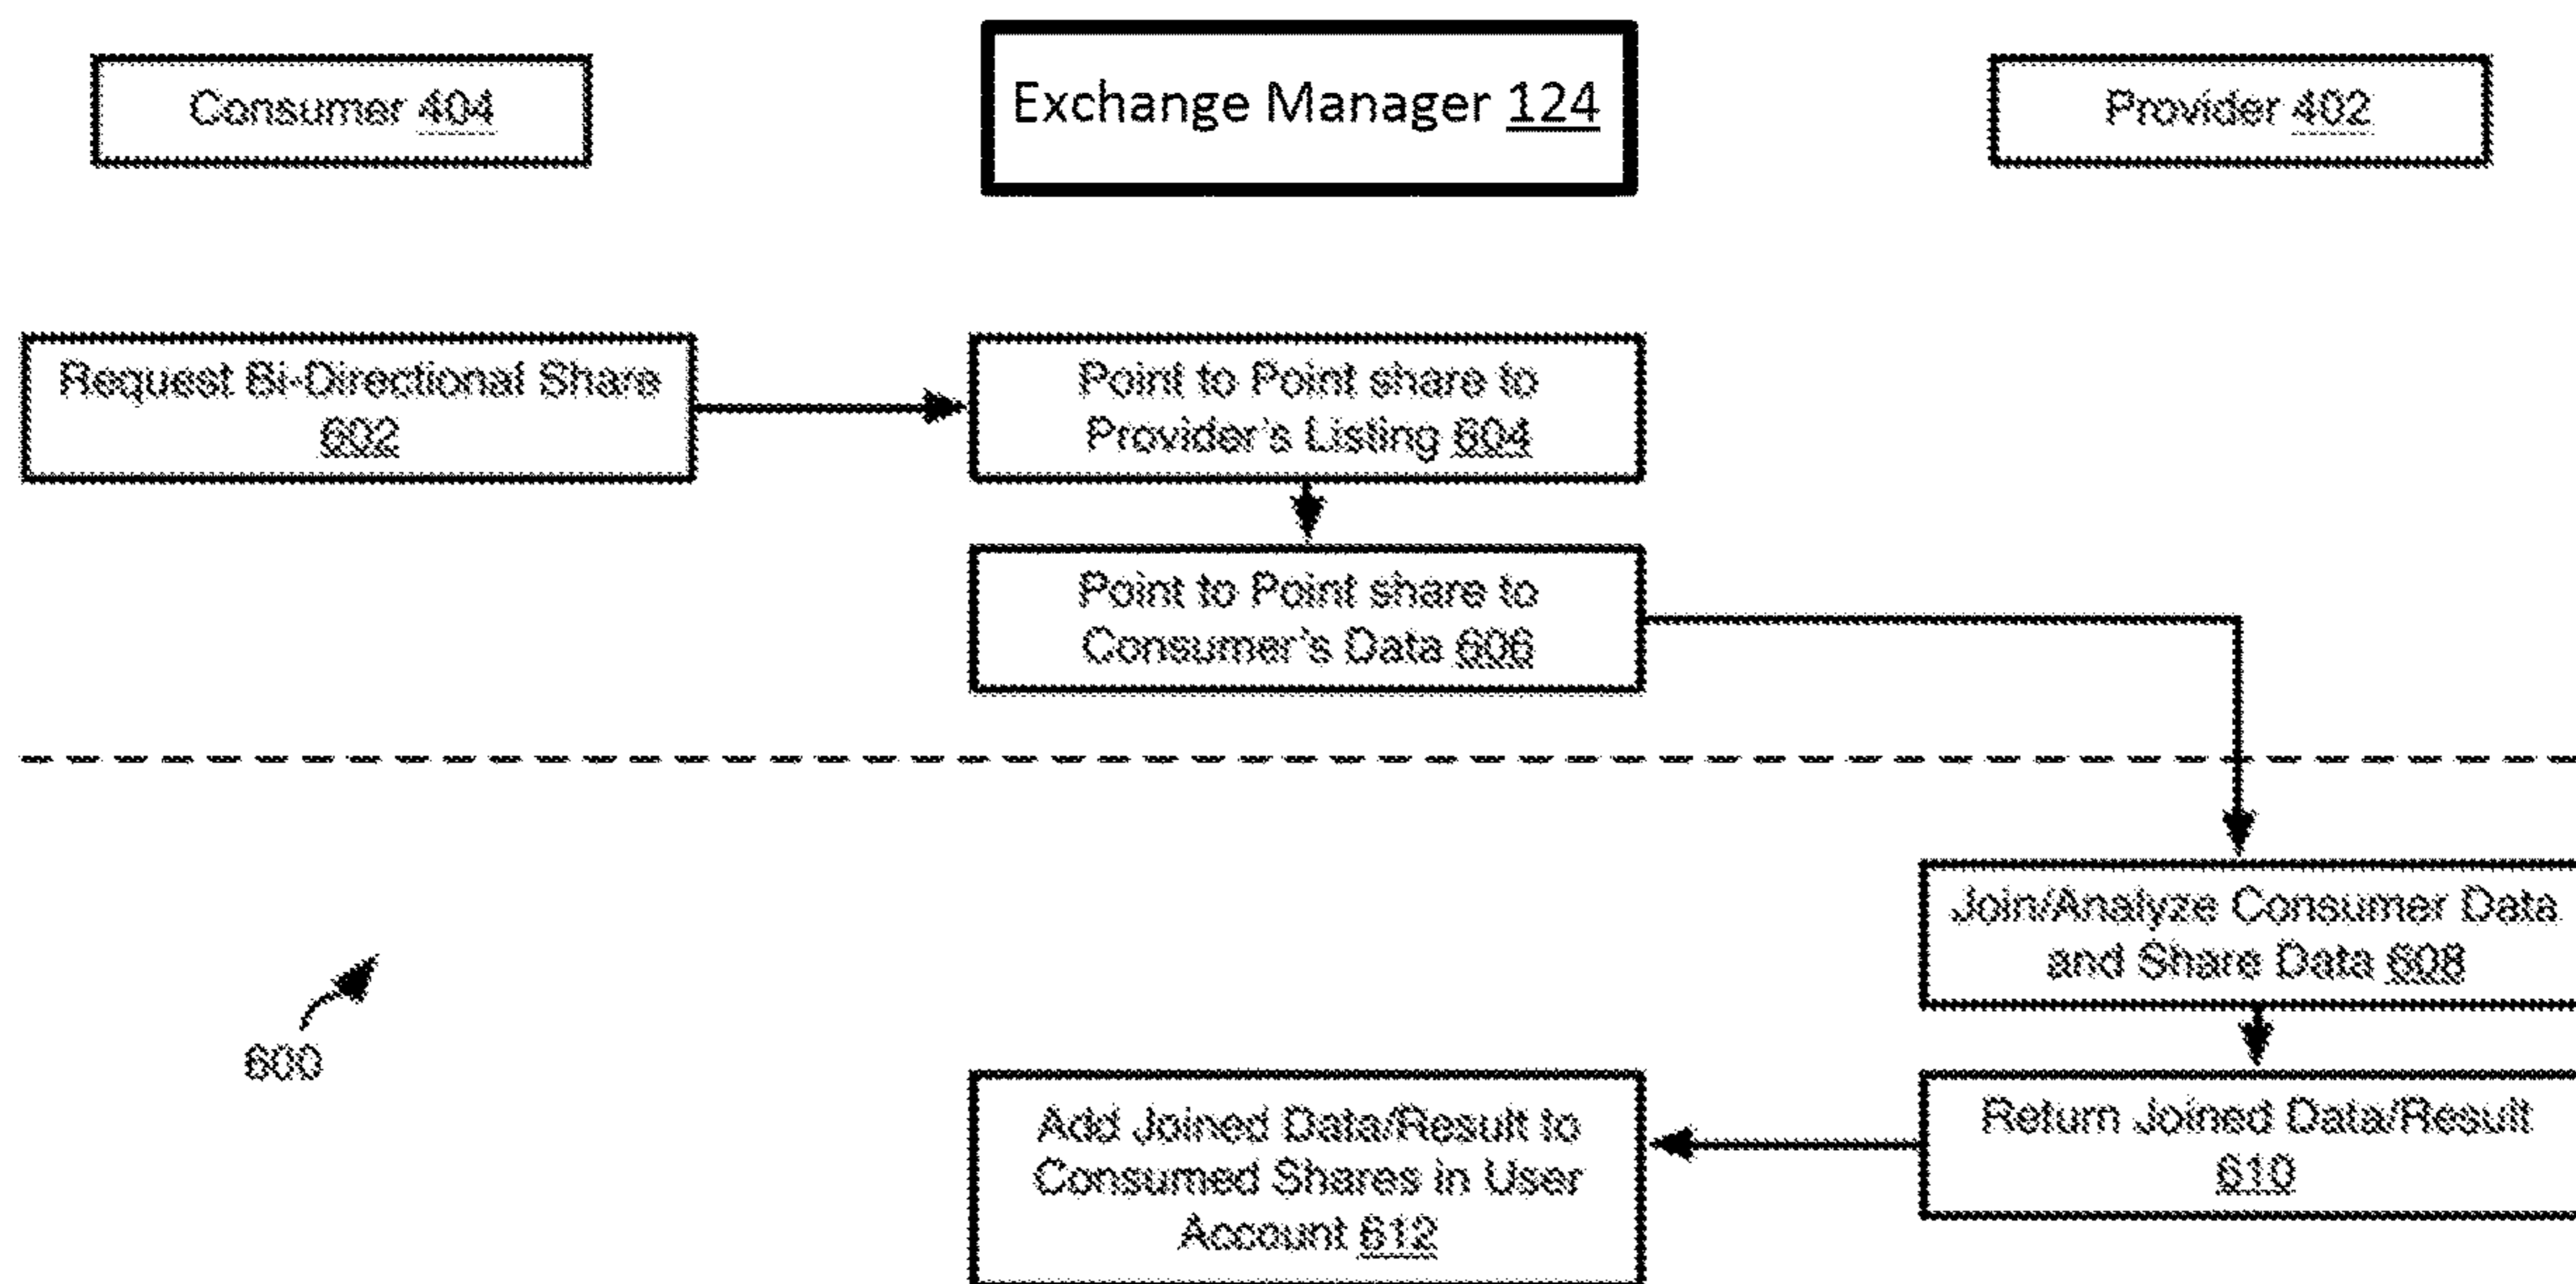 Consumer 404
Exchange Manager 124
Provider 402
Request Bi-Directional Share
602
Point to Point share to
Provider's Listing 604
Point to Point share to
Consumer's Data 606
Join/Analyze Consumer Data
and Share Data 608
600
Add Joined Data/Result to
Consumed Shares in User
Account 612
Return Joined Data/Result
610